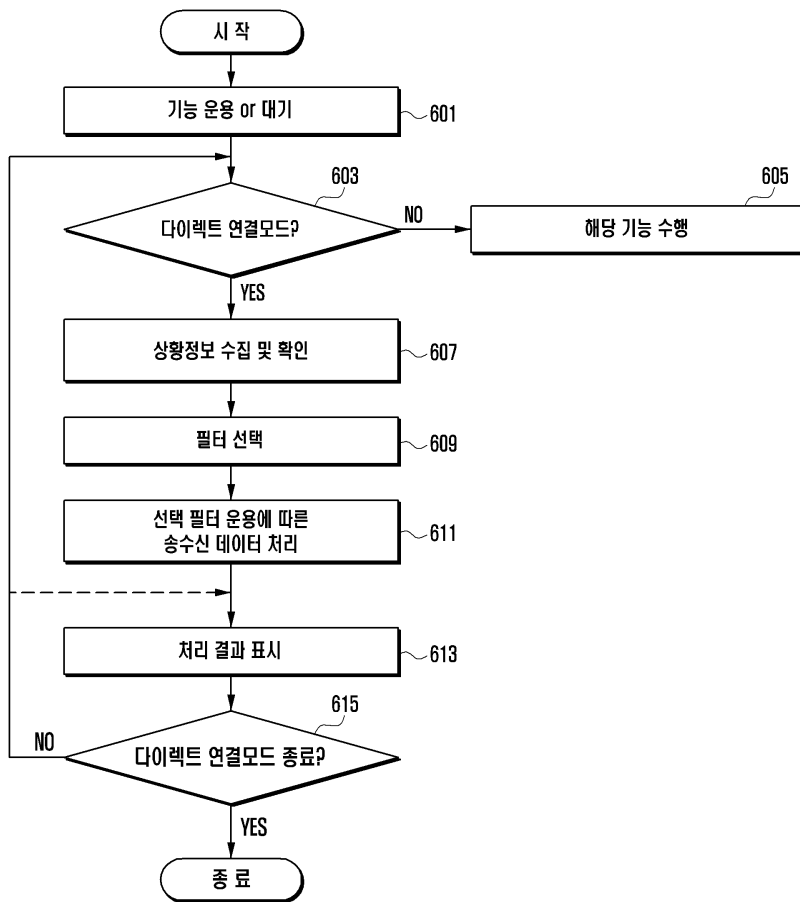 시 작
기능 운용 or 대기
601
603
605
다이렉트 연결모드?
NO
해당 기능 수행
YES
상황정보 수집 및 확인
607
필터 선택
609
선택 필터 운용에 따른
송수신 데이터 처리
611
처리 결과 표시
613
615
다이렉트 연결모드 종료?
NO
YES
종 료